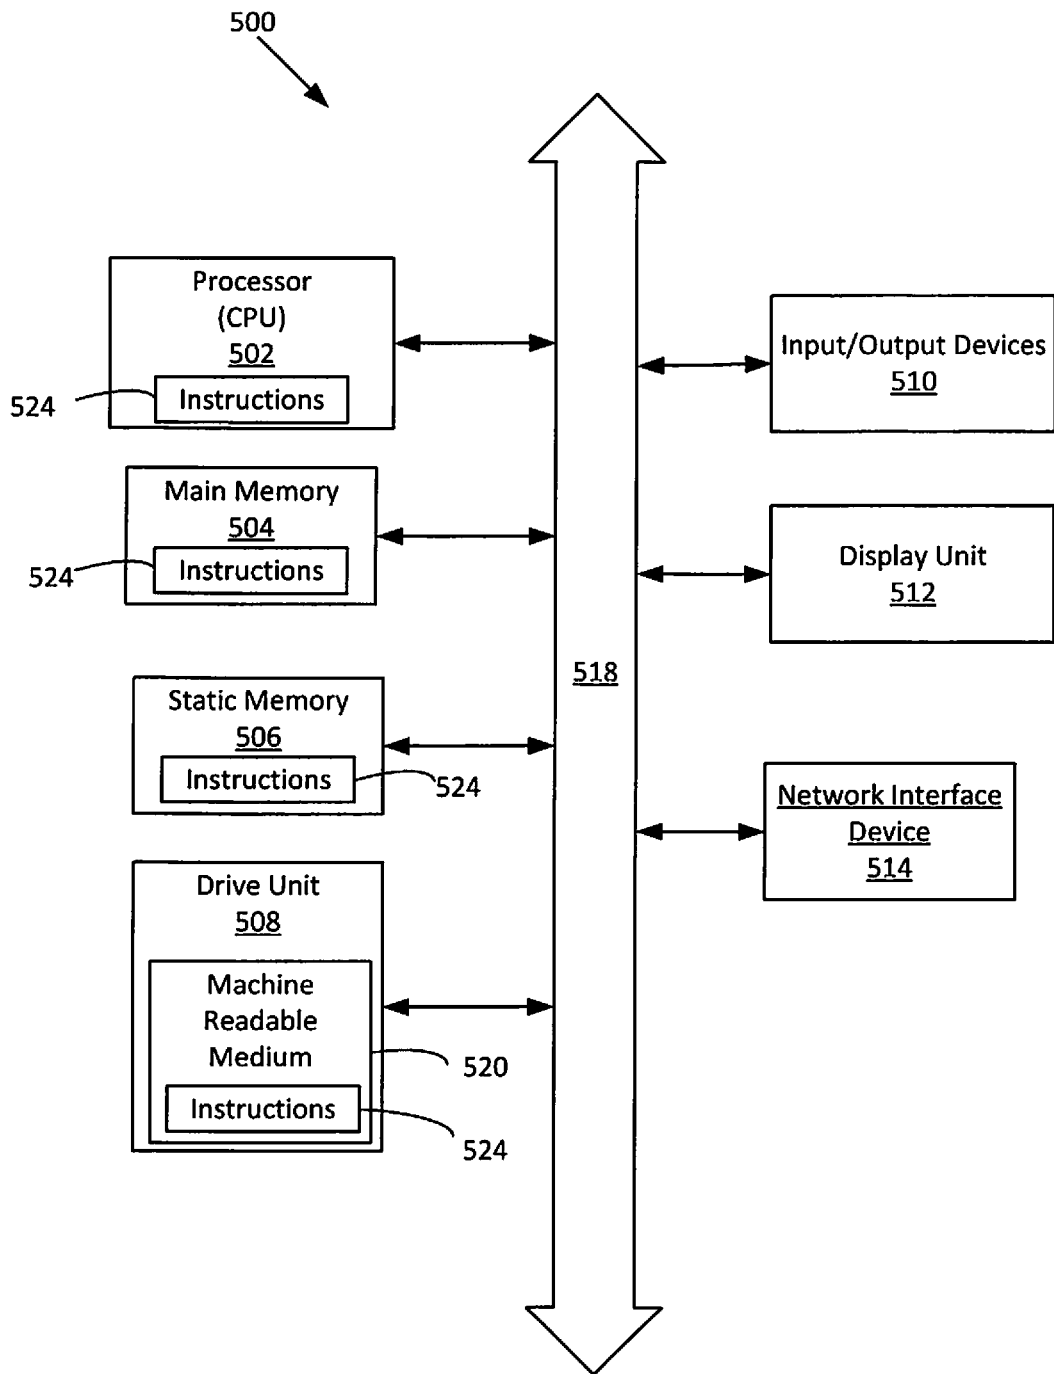 500
Processor
(CPU)
502
Instructions
524
Main Memory
504
Instructions
524
Static Memory
506
Instructions
524
Drive Unit
508
Machine
Readable
Medium
520
Instructions
524
518
Input/Output Devices
510
Display Unit
512
Network Interface
Device
514